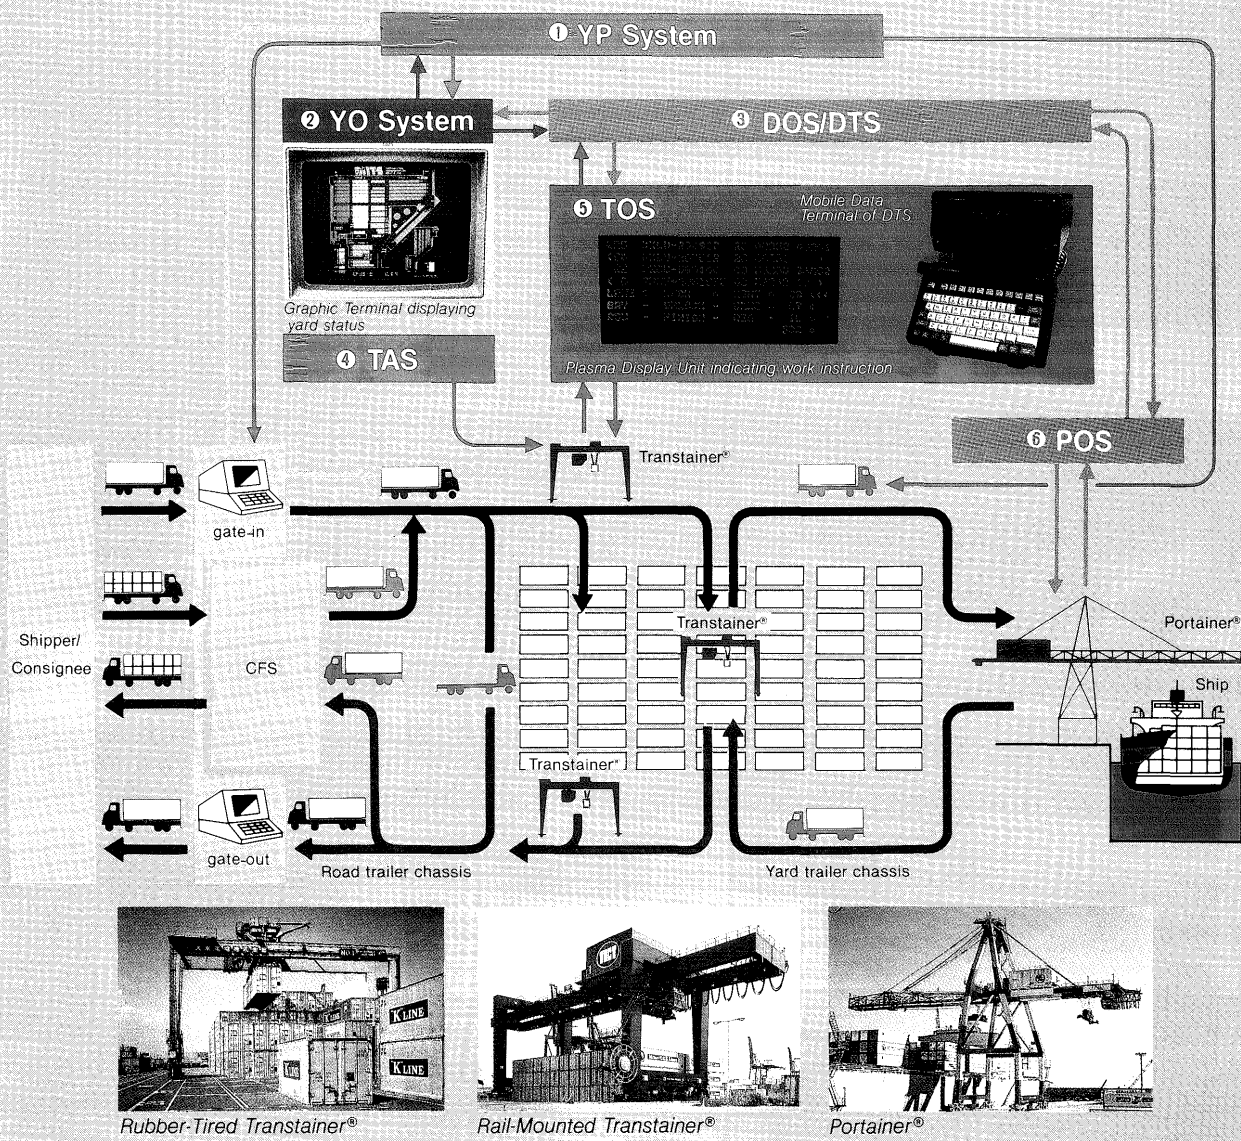 ❶ YP System
❷ YO System
❸ DOS/DTS
❺ TOS
Mobile Data
Terminal of DTS
Graphic Terminal displaying
yard status
❹ TAS
Plasma Display Unit indicating work instruction
❻ POS
Transtainer®
gate-in
Shipper/
Consignee
CFS
Transtainer®
Portainer®
Ship
Transtainer®
gate-out
Road trailer chassis
Yard trailer chassis
K LINE
K LINE
K LINE
Rubber-Tired Transtainer®
Rail-Mounted Transtainer®
Portainer®